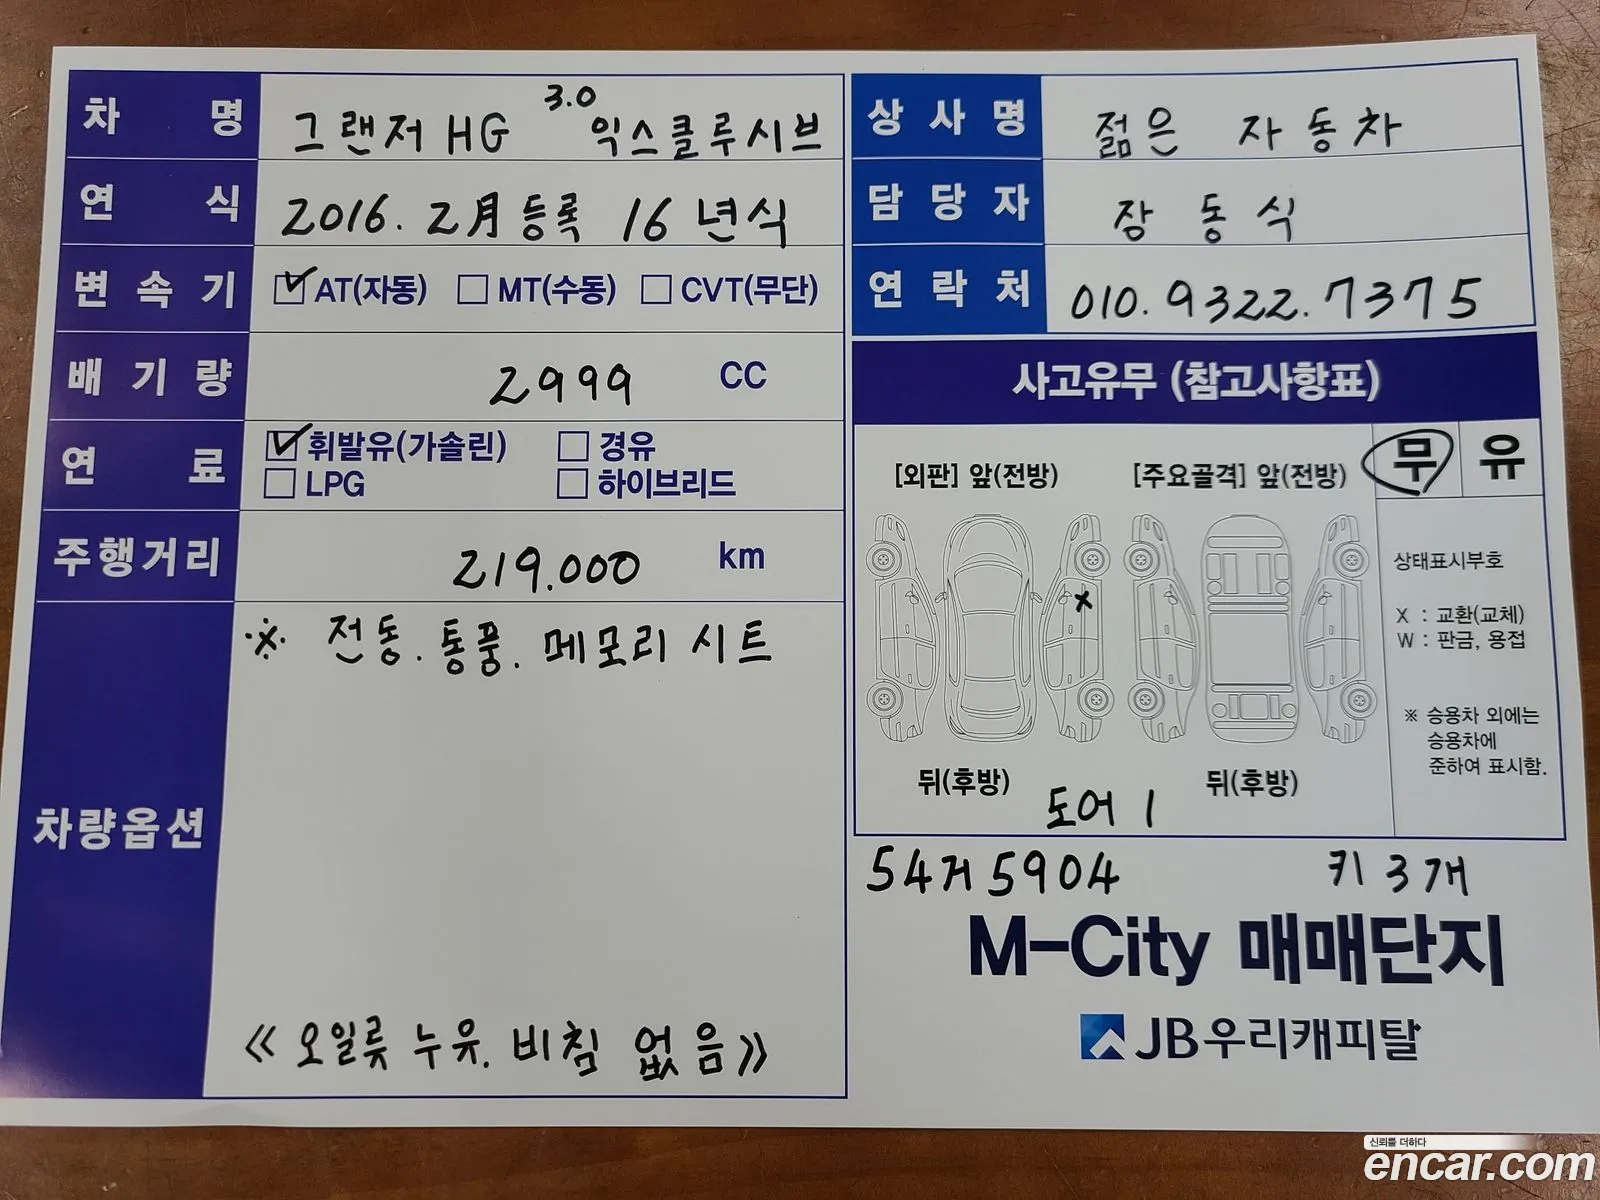 차 명 그랜저 HG 3.0 익스클루시브
연 식 2016. 2月 등록 16 년식
변 속 기 AT(자동) MT(수동) CVT(무단)
배 기 량 2999 CC
연 료 휘발유(가솔린) 경유
LPG 하이브리드
주행거리 219.000 km
차량옵션
※ 전동. 통풍. 메모리 시트
《 오일류 누유. 비침 없음》
상 사 명 젊은 자동차
담 당 자 장 동 식
연 락 처 010. 9322. 7375
사고유무 (참고사항표)
[외판] 앞(전방) [주요골격] 앞(전방) 무 유
x
상태표시부호
X : 교환(교체)
W : 판금, 용접
※ 승용차 외에는
승용차에
준하여 표시함.
뒤(후방) 뒤(후방)
도어 1
54거5904 키 3개
M-City 매매단지
JB우리캐피탈
신뢰를 더하다
encar.com